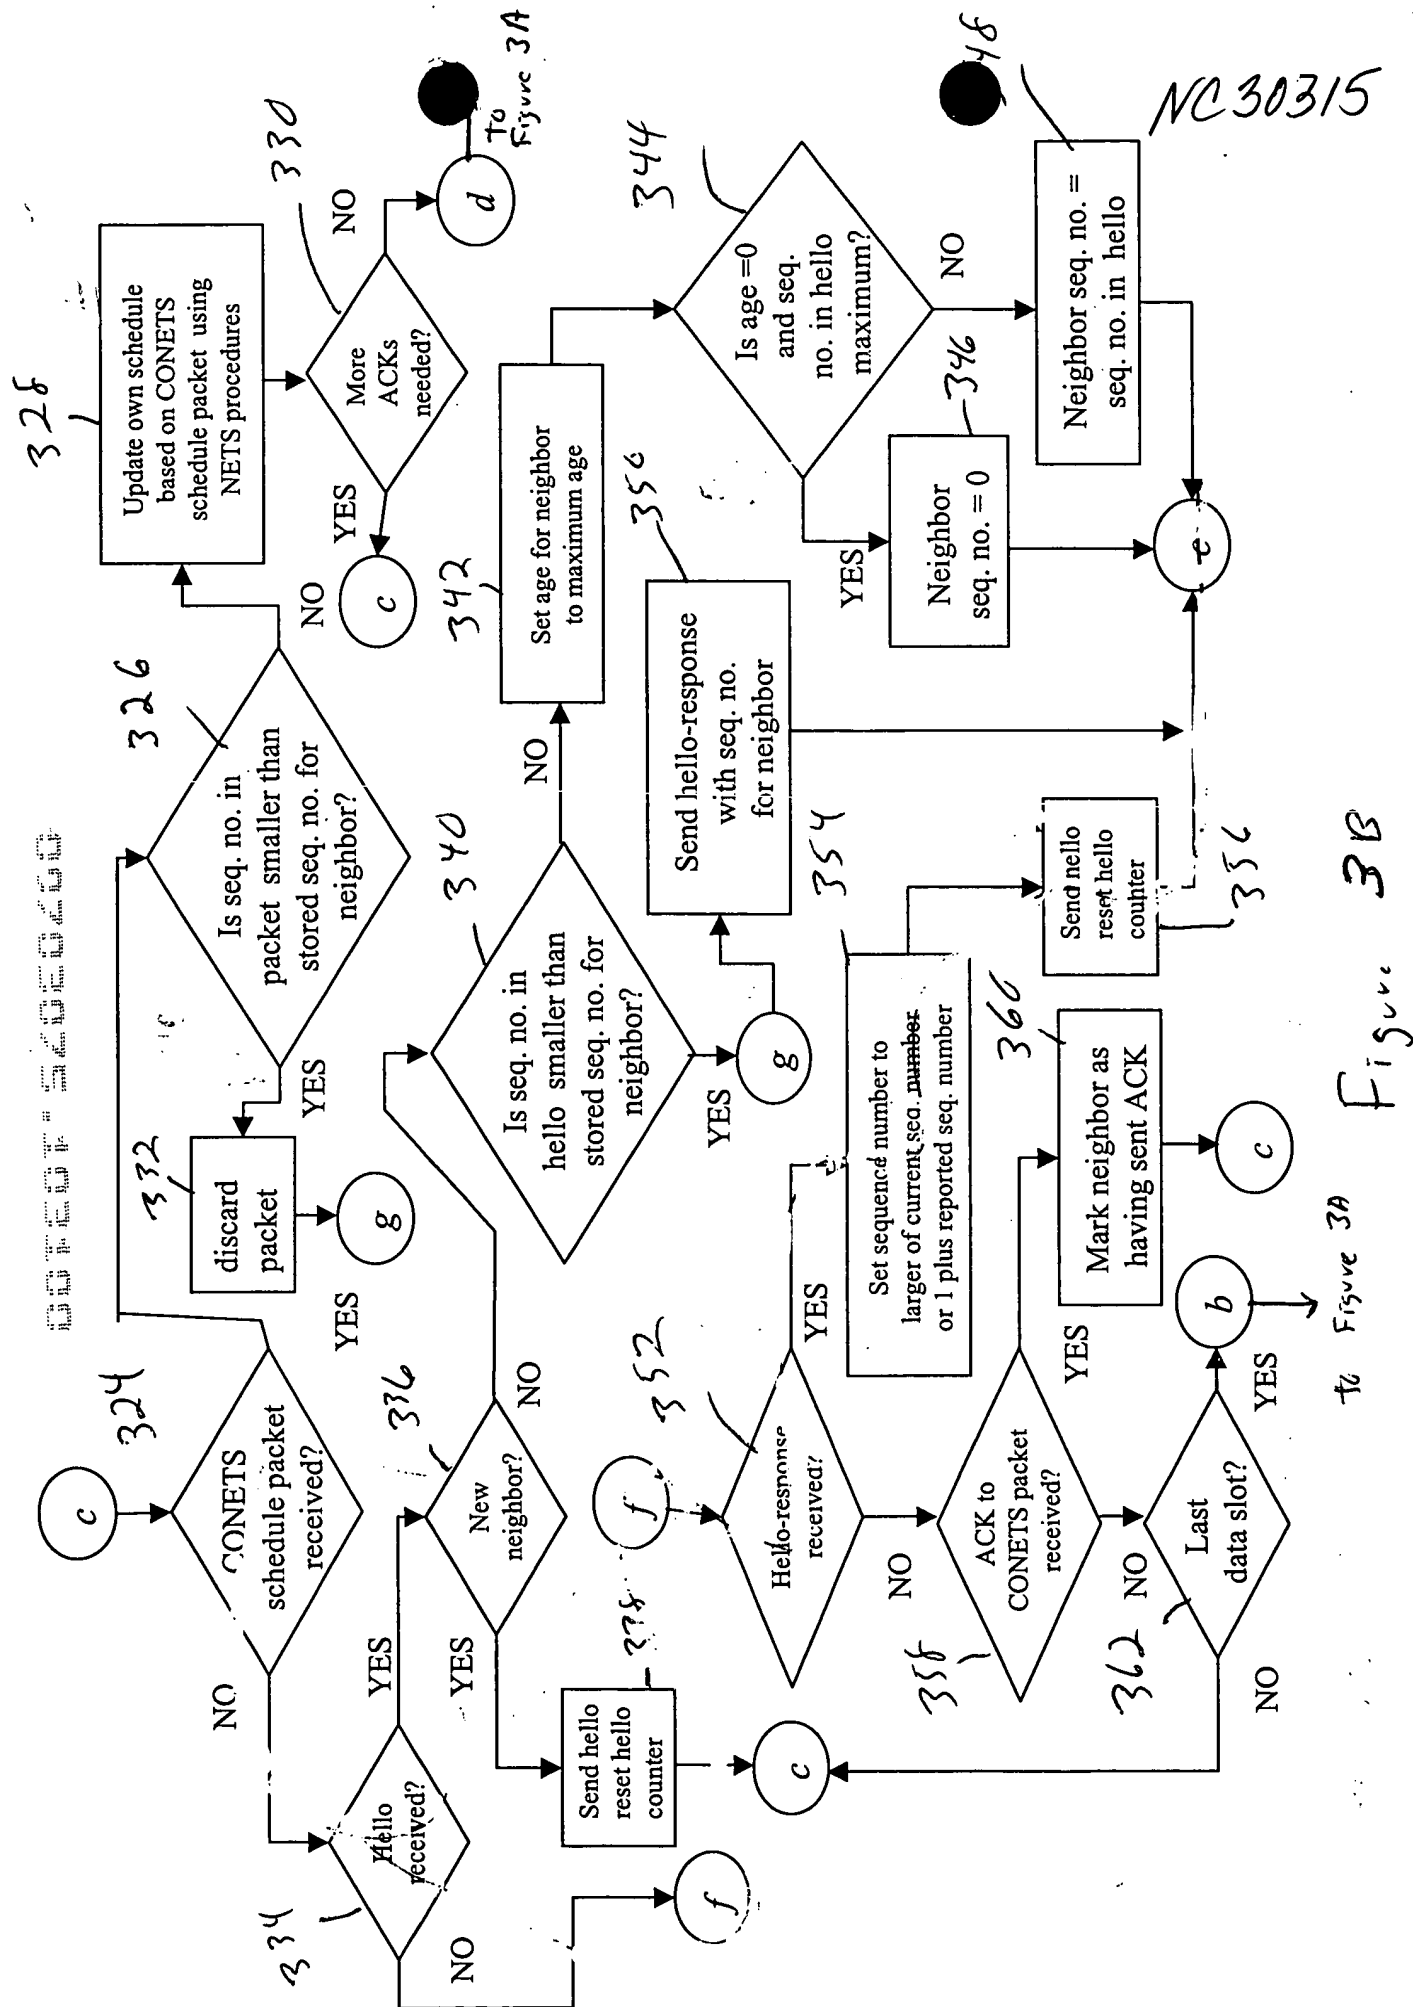 NC30315
c
324
CONETS
schedule packet
received?
YES
NO
326
Is seq. no. in
packet smaller than
stored seq. no. for
neighbor?
NO
YES
328
Update own schedule
based on CONETS
schedule packet using
NETS procedures
330
More
ACKs
needed?
YES
NO
c
d
to
Figure 3A
332
discard
packet
g
334
Hello
received?
YES
NO
f
336
New
neighbor?
NO
YES
Send hello
reset hello
counter
c
340
Is seq. no. in
hello smaller than
stored seq. no. for
neighbor?
NO
YES
g
342
Set age for neighbor
to maximum age
344
Is age =0
and seq.
no. in hello
maximum?
YES
NO
346
Neighbor
seq. no. = 0
48
Neighbor seq. no. =
seq. no. in hello
350
Send hello-response
with seq. no.
for neighbor
f
352
Hello-response
received?
YES
NO
354
Set sequence number to
larger of current seq. number
or 1 plus reported seq. number
356
Send hello
reset hello
counter
358
ACK to
CONETS packet
received?
YES
NO
360
Mark neighbor as
having sent ACK
c
362
Last
data slot?
YES
NO
b
to Figure 3A
Figure 3B